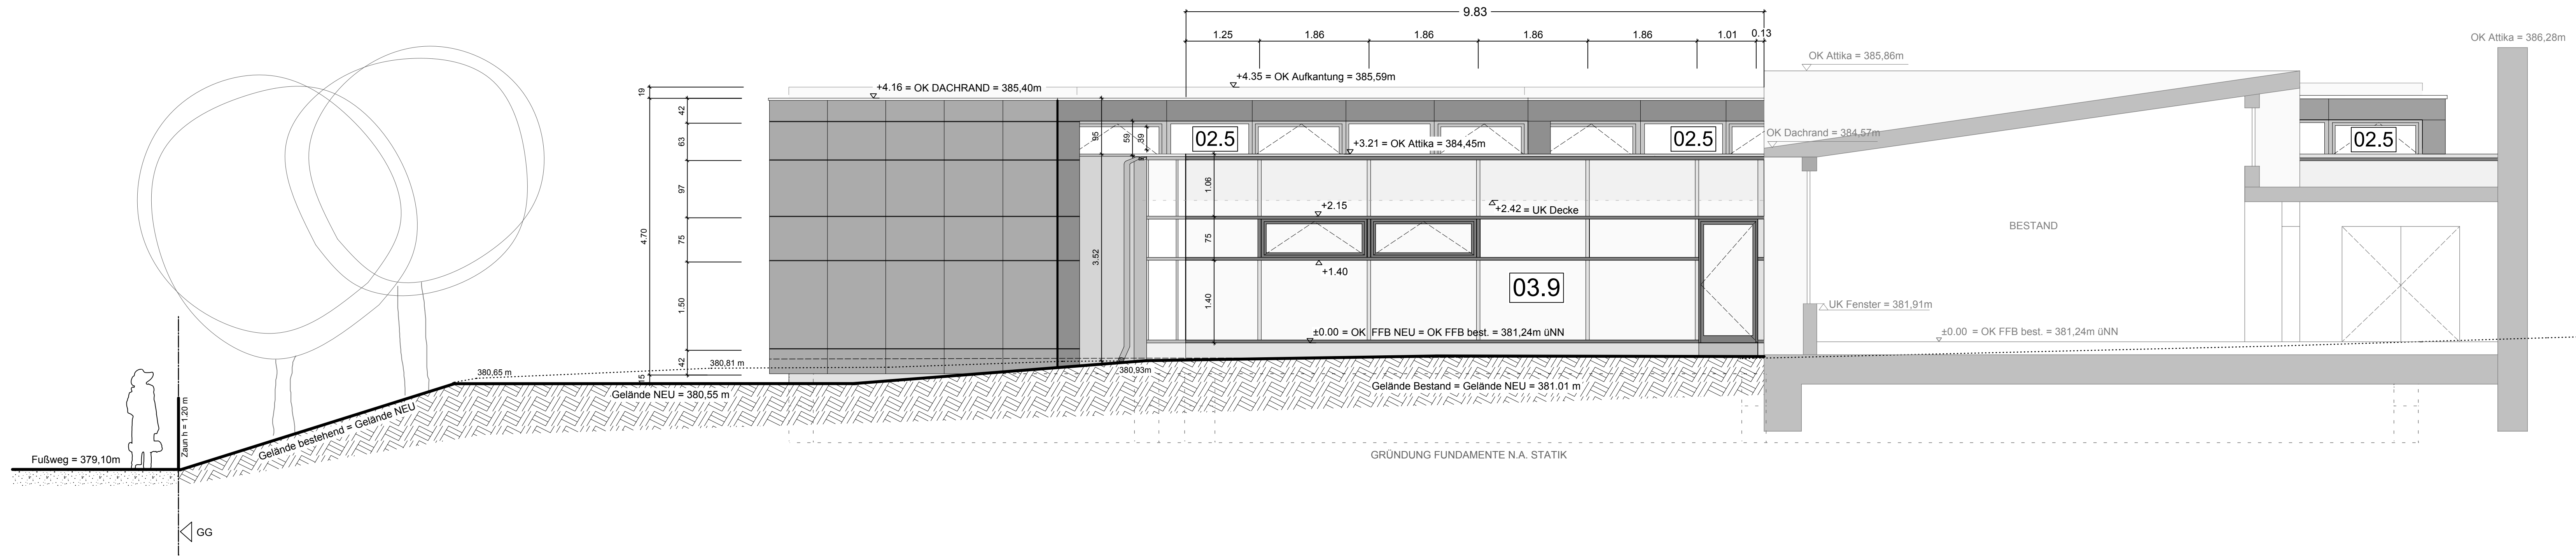 9.83
1.25 1.86 1.86 1.86 1.86 1.01 0.13
OK Attika = 386,28m
OK Attika = 385,86m
+4.35 = OK Aufkantung = 385,59m
+4.16 = OK DACHRAND = 385,40m
19
42
63
97
75
1.50
42
15
4.70
95
59
39
3.52
02.5
02.5
02.5
OK Dachrand = 384,57m
+3.21 = OK Attika = 384,45m
1.06
75
1.40
+2.15
+2.42 = UK Decke
+1.40
03.9
BESTAND
UK Fenster = 381,91m
±0.00 = OK FFB NEU = OK FFB best. = 381,24m üNN
±0.00 = OK FFB best. = 381,24m üNN
380,81 m
380,65 m
380,93m
Gelände NEU = 380,55 m
Gelände Bestand = Gelände NEU = 381.01 m
Gelände bestehend = Gelände NEU
Zaun h = 1.20 m
Fußweg = 379,10m
GRÜNDUNG FUNDAMENTE N.A. STATIK
GG